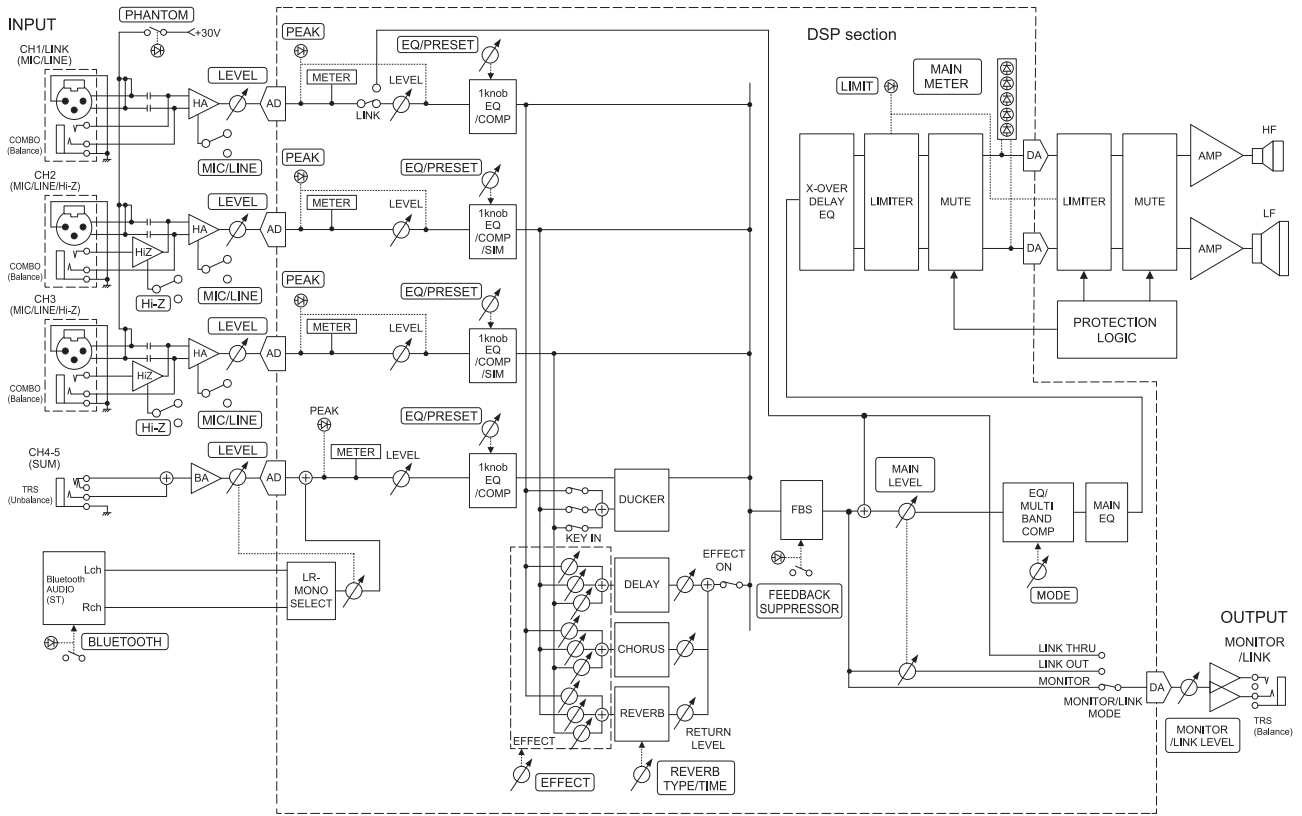 INPUT
PHANTOM
+30V
CH1/LINK
(MIC/LINE)
COMBO
(Balance)
HA
LEVEL
MIC/LINE
AD
PEAK
METER
LINK
LEVEL
EQ/PRESET
1knob
EQ
/COMP
CH2
(MIC/LINE/Hi-Z)
COMBO
(Balance)
HiZ
Hi-Z
HA
LEVEL
MIC/LINE
AD
PEAK
METER
LEVEL
EQ/PRESET
1knob
EQ
/COMP
/SIM
CH3
(MIC/LINE/Hi-Z)
COMBO
(Balance)
HiZ
Hi-Z
HA
LEVEL
MIC/LINE
AD
PEAK
METER
LEVEL
EQ/PRESET
1knob
EQ
/COMP
/SIM
CH4-5
(SUM)
TRS
(Unbalance)
BA
LEVEL
AD
PEAK
METER
LEVEL
EQ/PRESET
1knob
EQ
/COMP
Bluetooth
AUDIO
(ST)
Lch
Rch
BLUETOOTH
LR-
MONO
SELECT
KEY IN
DUCKER
DELAY
CHORUS
REVERB
EFFECT
EFFECT
REVERB
TYPE/TIME
RETURN
LEVEL
EFFECT
ON
FBS
FEEDBACK
SUPPRESSOR
MAIN
LEVEL
EQ/
MULTI
BAND
COMP
MODE
MAIN
EQ
DSP section
X-OVER
DELAY
EQ
LIMIT
LIMITER
MUTE
MAIN
METER
DA
DA
LIMITER
MUTE
PROTECTION
LOGIC
AMP
HF
AMP
LF
LINK THRU
LINK OUT
MONITOR
MONITOR/LINK
MODE
DA
MONITOR
/LINK LEVEL
OUTPUT
MONITOR
/LINK
TRS
(Balance)